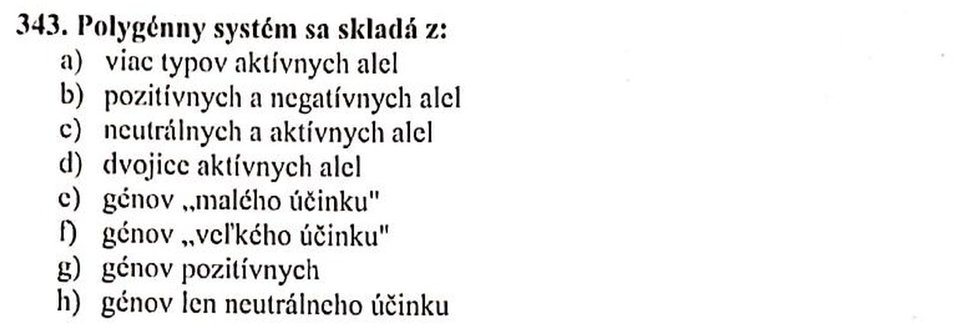 343. Polygénny systém sa skladá z:
a) viac typov aktívnych alel
b) pozitívnych a negatívnych alel
c) neutrálnych a aktívnych alel
d) dvojice aktívnych alel
e) génov „malého účinku"
f) génov „veľkého účinku"
g) génov pozitívnych
h) génov len neutrálneho účinku